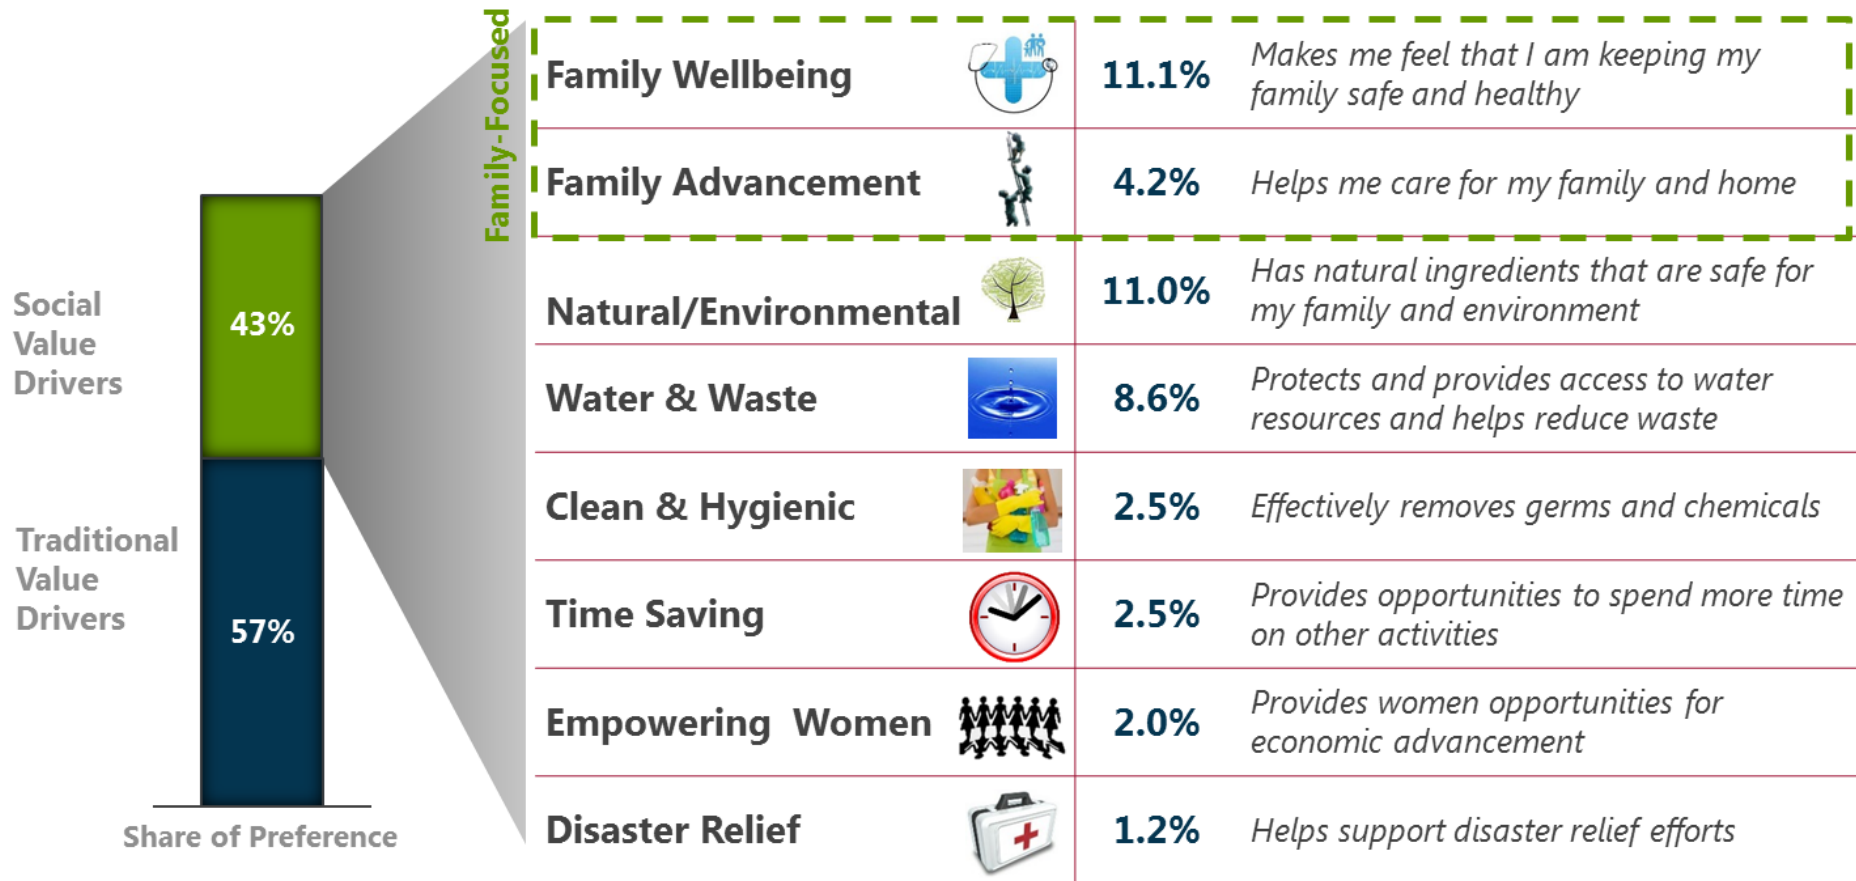 Family-Focused
Family Wellbeing
11.1%
Makes me feel that I am keeping my
family safe and healthy
Family Advancement
4.2%
Helps me care for my family and home
Natural/Environmental
11.0%
Has natural ingredients that are safe for
my family and environment
Water & Waste
8.6%
Protects and provides access to water
resources and helps reduce waste
Clean & Hygienic
2.5%
Effectively removes germs and chemicals
Time Saving
2.5%
Provides opportunities to spend more time
on other activities
Empowering Women
2.0%
Provides women opportunities for
economic advancement
Disaster Relief
1.2%
Helps support disaster relief efforts
Social
Value
Drivers
43%
Traditional
Value
Drivers
57%
Share of Preference